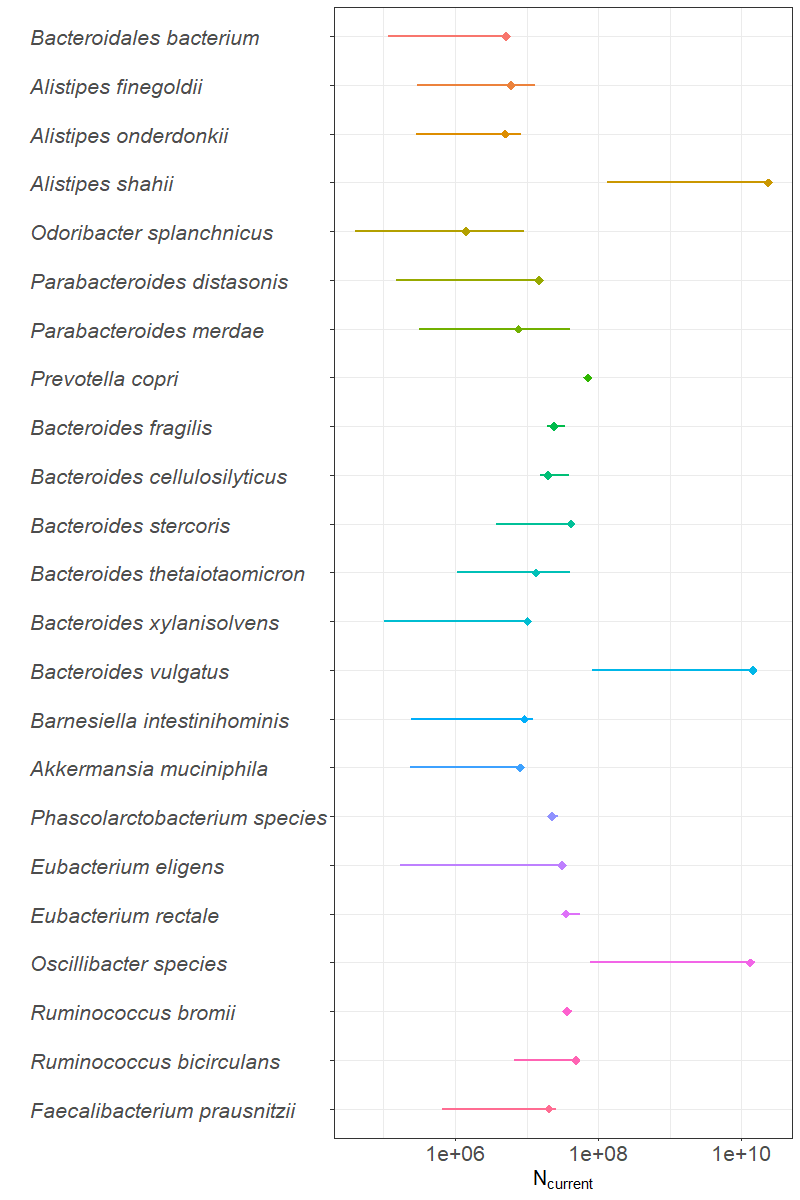 Bacteroidales bacterium
Alistipes finegoldii
Alistipes onderdonkii
Alistipes shahii
Odoribacter splanchnicus
Parabacteroides distasonis
Parabacteroides merdae
Prevotella copri
Bacteroides fragilis
Bacteroides cellulosilyticus
Bacteroides stercoris
Bacteroides thetaiotaomicron
Bacteroides xylanisolvens
Bacteroides vulgatus
Barnesiella intestinihominis
Akkermansia muciniphila
Phascolarctobacterium species
Eubacterium eligens
Eubacterium rectale
Oscillibacter species
Ruminococcus bromii
Ruminococcus bicirculans
Faecalibacterium prausnitzii
1e+06 1e+08 1e+10
Ncurrent